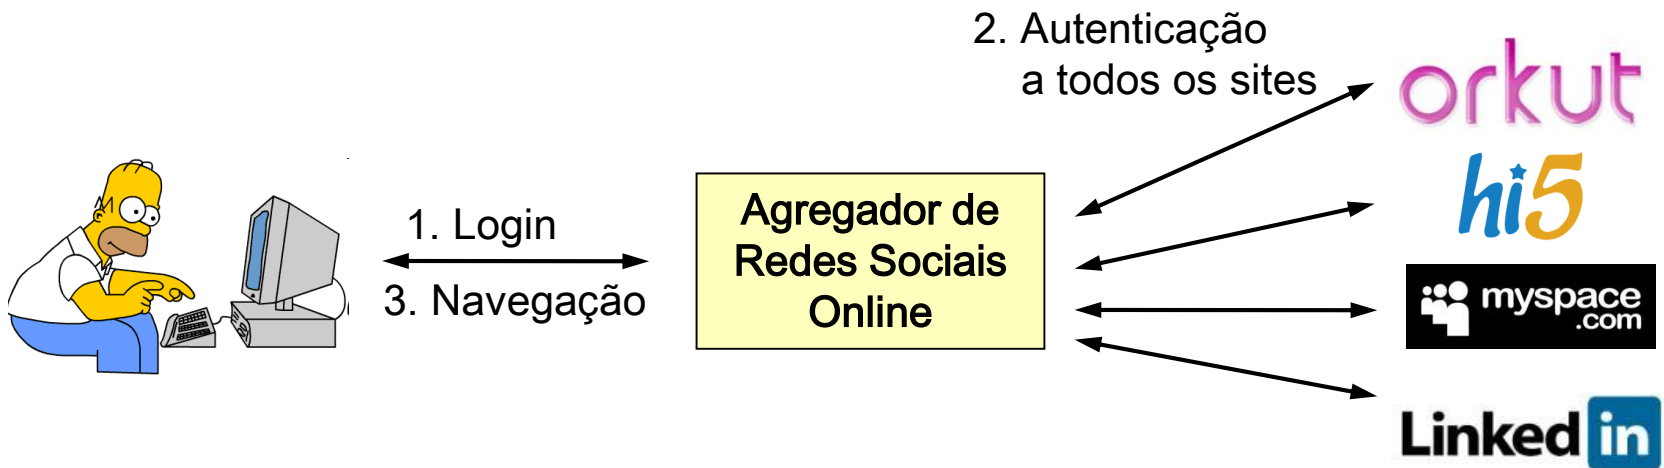 2. Autenticação
a todos os sites
orkut
hi5
1. Login
3. Navegação
Agregador de
Redes Sociais
Online
myspace
.com
Linked in